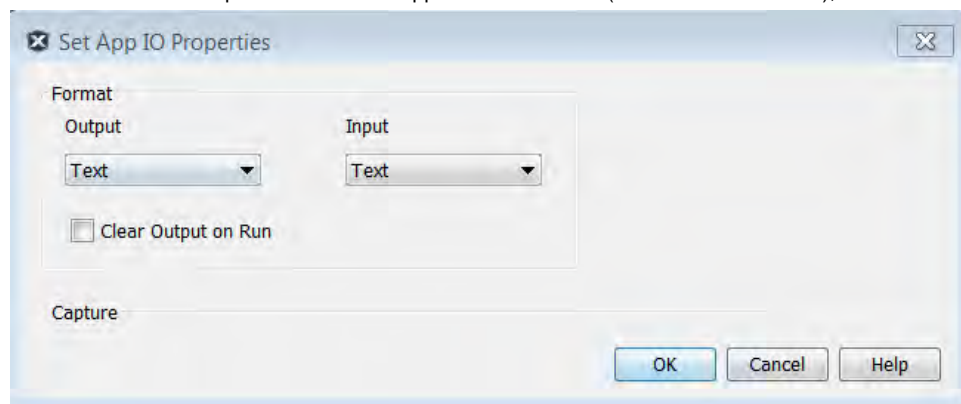 Set App IO Properties
Format
Output Input
Text Text
Clear Output on Run
Capture
OK Cancel Help